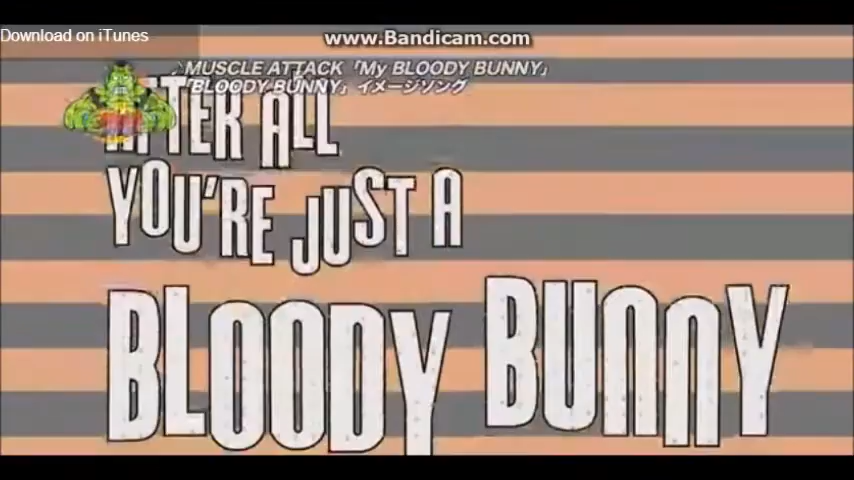 Download on iTunes
www.Bandicam.com
♪MUSCLE ATTACK「My BLOODY BUNNY」
「BLOODY BUNNY」イメージソング
AFTER ALL
YOU'RE JUST A
BLOODY BUNNY